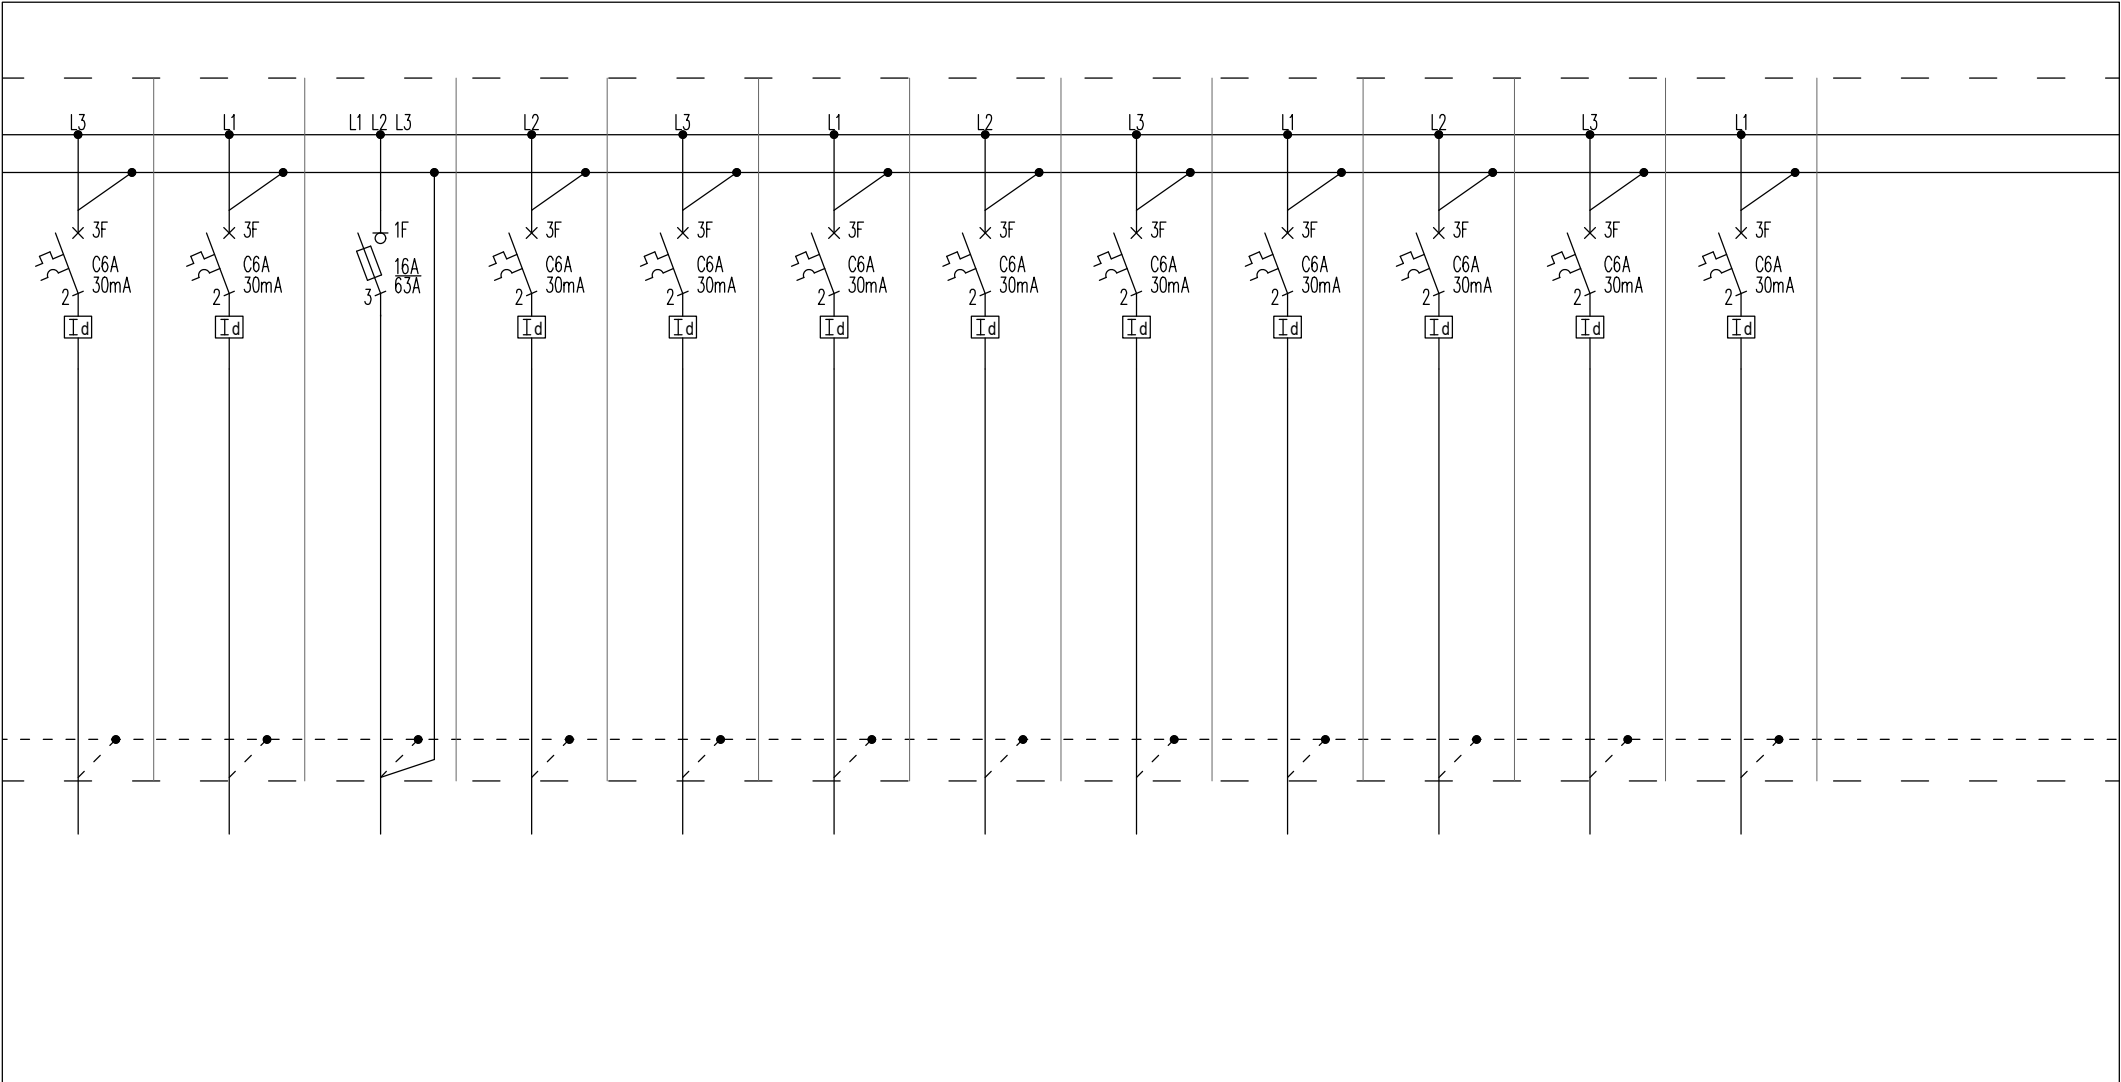 L3 L1 L1 L2 L3 L2 L3 L1 L2 L3 L1 L2 L3 L1
3F 3F 1F 3F 3F 3F 3F 3F 3F 3F 3F 3F
C6A C6A 16A C6A C6A C6A C6A C6A C6A C6A C6A C6A
30mA 30mA 63A 30mA 30mA 30mA 30mA 30mA 30mA 30mA 30mA 30mA
2 2 3 2 2 2 2 2 2 2 2 2
Id Id Id Id Id Id Id Id Id Id Id